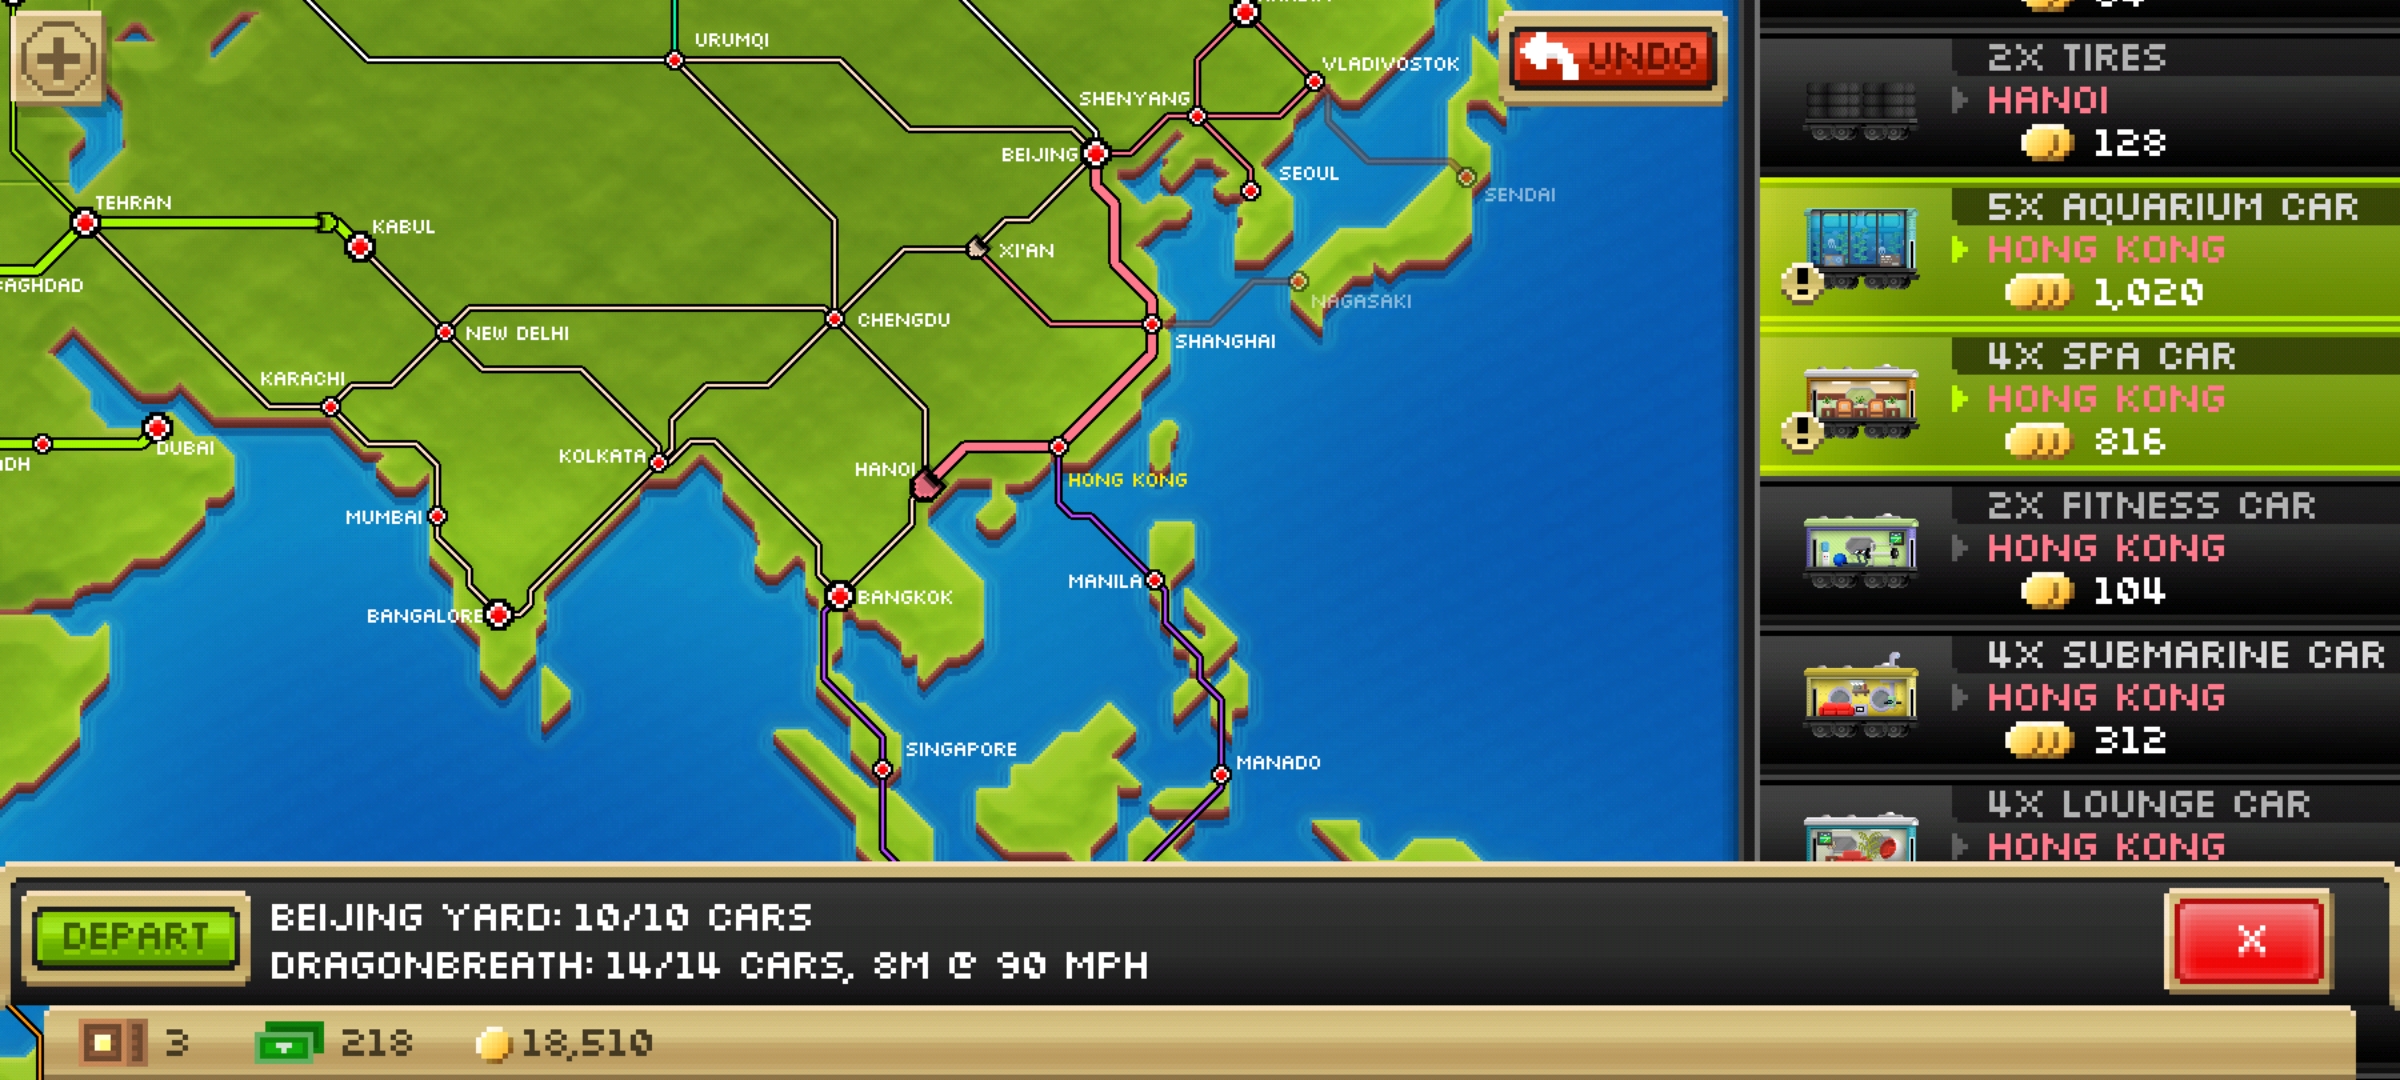 URUMQI
UNDO
VLADIVOSTOK
SHENYANG
BEIJING
SEOUL
SENDAI
TEHRAN
KABUL
XI'AN
AGHDAD
NAGASAKI
NEW DELHI
CHENGDU
SHANGHAI
KARACHI
DUBAI
KOLKATA
HANOI
HONG KONG
MUMBAI
MANILA
BANGALORE
BANGKOK
SINGAPORE
MANADO
2X TIRES
HANOI
128
5X AQUARIUM CAR
HONG KONG
1,020
4X SPA CAR
HONG KONG
816
2X FITNESS CAR
HONG KONG
104
4X SUBMARINE CAR
HONG KONG
312
4X LOUNGE CAR
HONG KONG
DEPART
BEIJING YARD: 10/10 CARS
DRAGONBREATH: 14/14 CARS, 8M @ 90 MPH
X
3
218
18,510